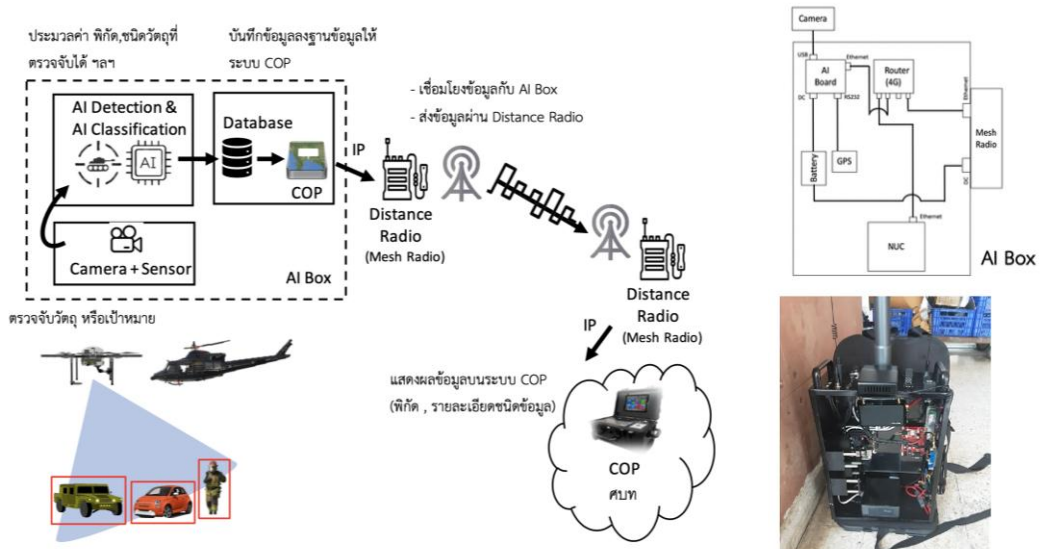 ประมวลค่า พิกัด,ชนิดวัตถุที่
ตรวจจับได้ ฯลฯ
บันทึกข้อมูลลงฐานข้อมูลให้
ระบบ COP
AI Detection &
AI Classification
AI
Database
COP
IP
Camera + Sensor
AI Box
- เชื่อมโยงข้อมูลกับ AI Box
- ส่งข้อมูลผ่าน Distance Radio
Distance
Radio
(Mesh Radio)
Distance
Radio
(Mesh Radio)
IP
ตรวจจับวัตถุ หรือเป้าหมาย
แสดงผลข้อมูลบนระบบ COP
(พิกัด , รายละเอียดชนิดข้อมูล)
COP
ศบท
Camera
USB
Ethernet
AI
Board
Router
(4G)
DC
RS232
Ethernet
Mesh
Radio
Battery
GPS
DC
Ethernet
NUC
AI Box